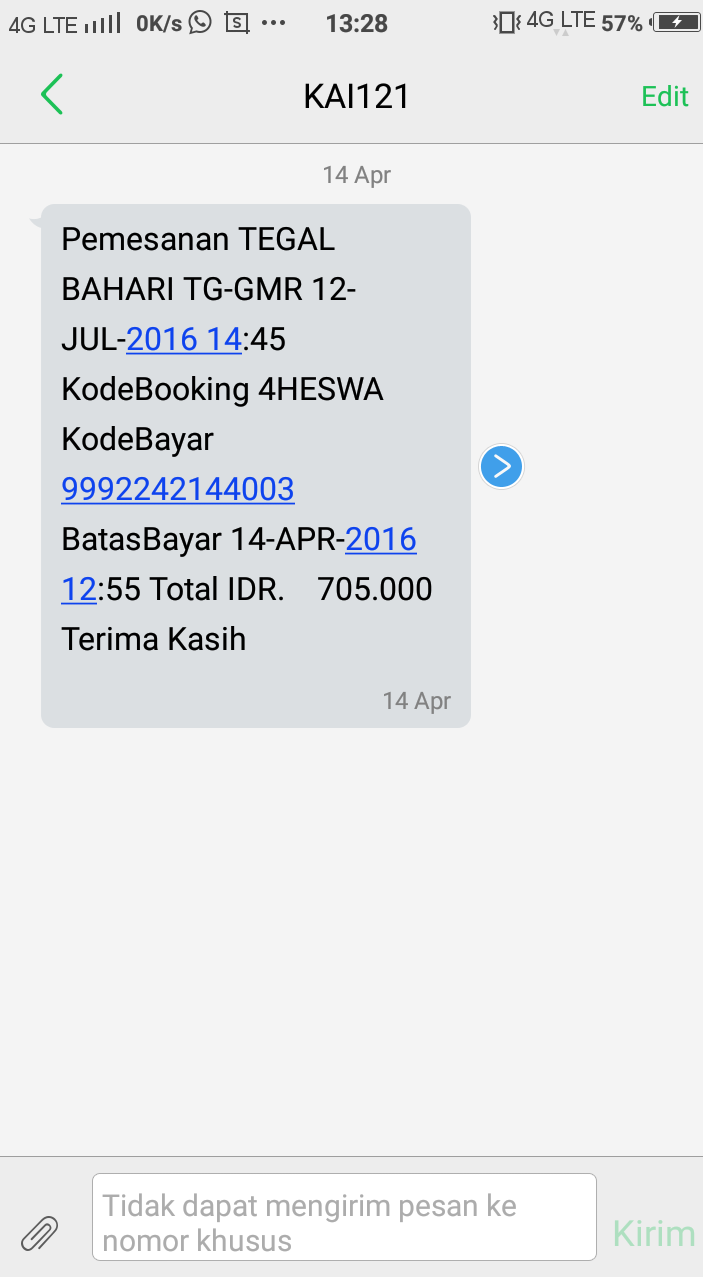 4G LTE 0K/s S 13:28 4G LTE 57%
KAI121 Edit
14 Apr
Pemesanan TEGAL
BAHARI TG-GMR 12-
JUL-2016 14:45
KodeBooking 4HESWA
KodeBayar
9992242144003
BatasBayar 14-APR-2016
12:55 Total IDR. 705.000
Terima Kasih
14 Apr
Tidak dapat mengirim pesan ke
nomor khusus
Kirim